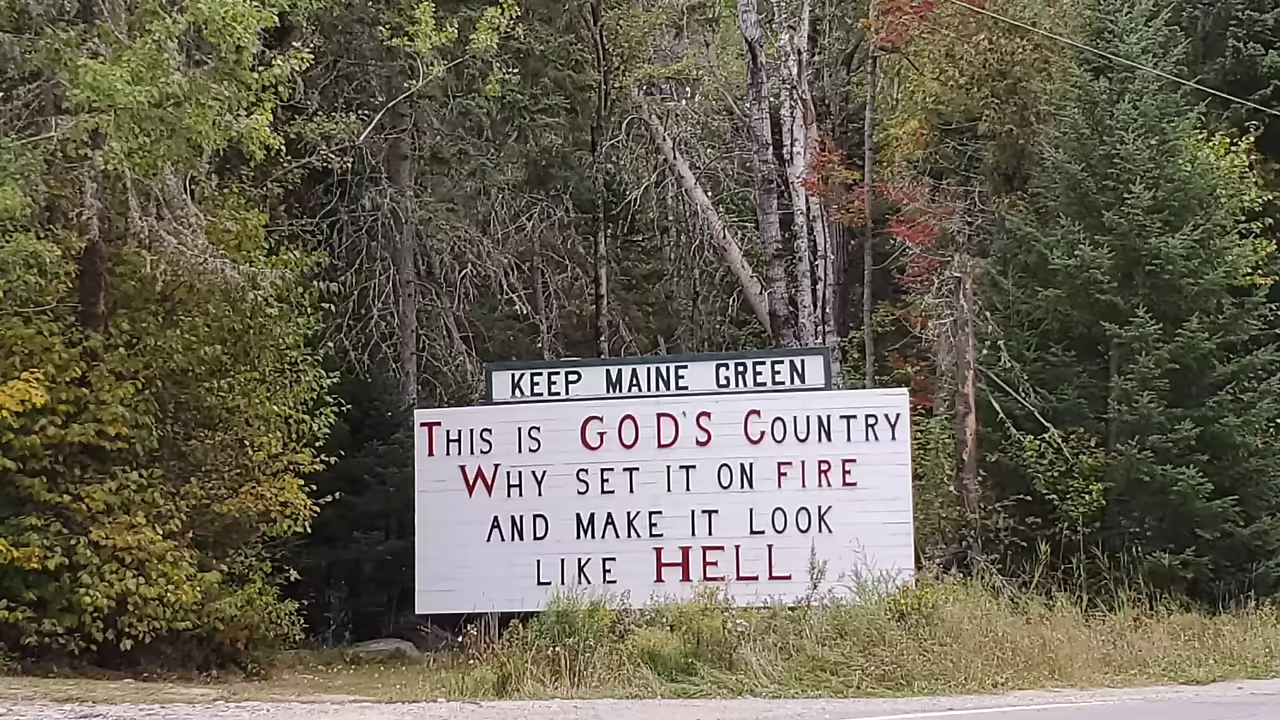 KEEP MAINE GREEN
THIS IS GOD'S COUNTRY
WHY SET IT ON FIRE
AND MAKE IT LOOK
LIKE HELL